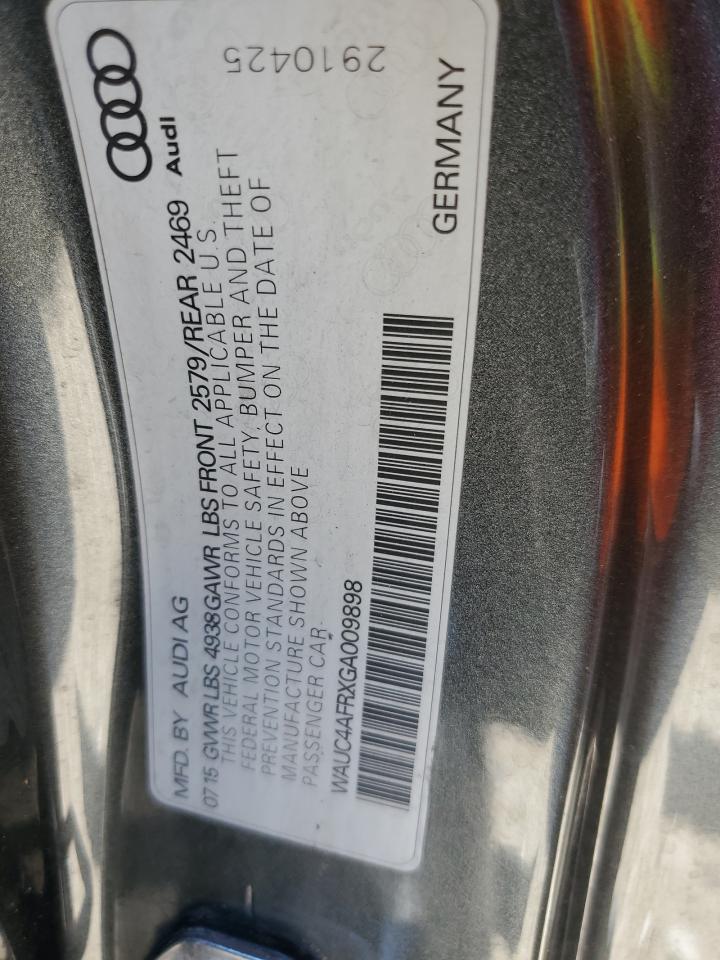 MFD. BY AUDI AG
07 15 GVWR LBS 4938 GAWR LBS FRONT 2579/REAR 2469
THIS VEHICLE CONFORMS TO ALL APPLICABLE U.S.
FEDERAL MOTOR VEHICLE SAFETY, BUMPER AND THEFT
PREVENTION STANDARDS IN EFFECT ON THE DATE OF
MANUFACTURE SHOWN ABOVE
PASSENGER CAR
WAUC4AFRXGA009898
Audi
GERMANY
2910425